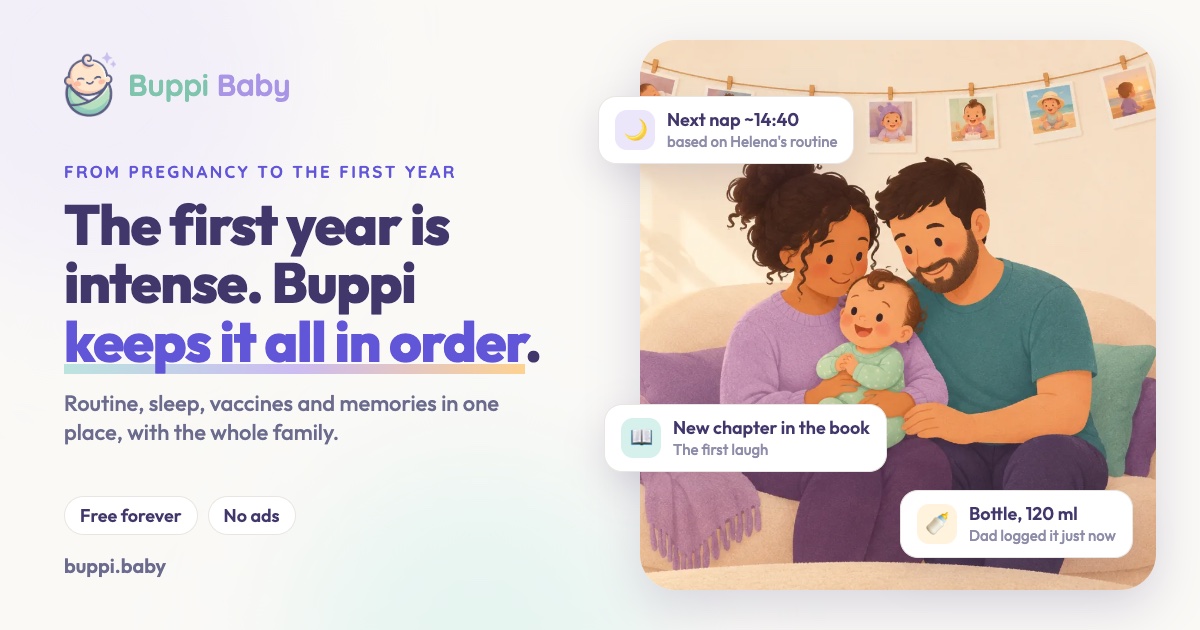 Buppi Baby
FROM PREGNANCY TO THE FIRST YEAR
The first year is
intense. Buppi
keeps it all in order.
Routine, sleep, vaccines and memories in one
place, with the whole family.
Free forever
No ads
buppi.baby
Next nap ~14:40
based on Helena's routine
New chapter in the book
The first laugh
Bottle, 120 ml
Dad logged it just now